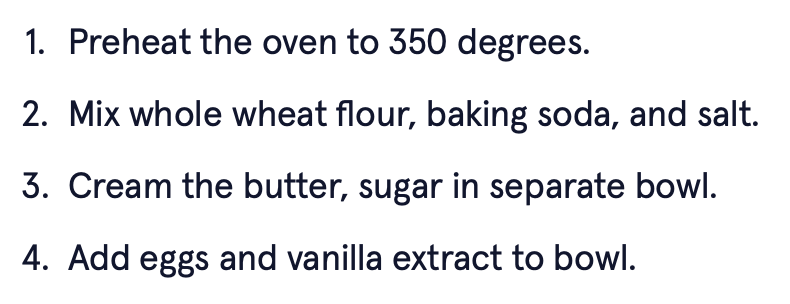 1. Preheat the oven to 350 degrees.
2. Mix whole wheat flour, baking soda, and salt.
3. Cream the butter, sugar in separate bowl.
4. Add eggs and vanilla extract to bowl.